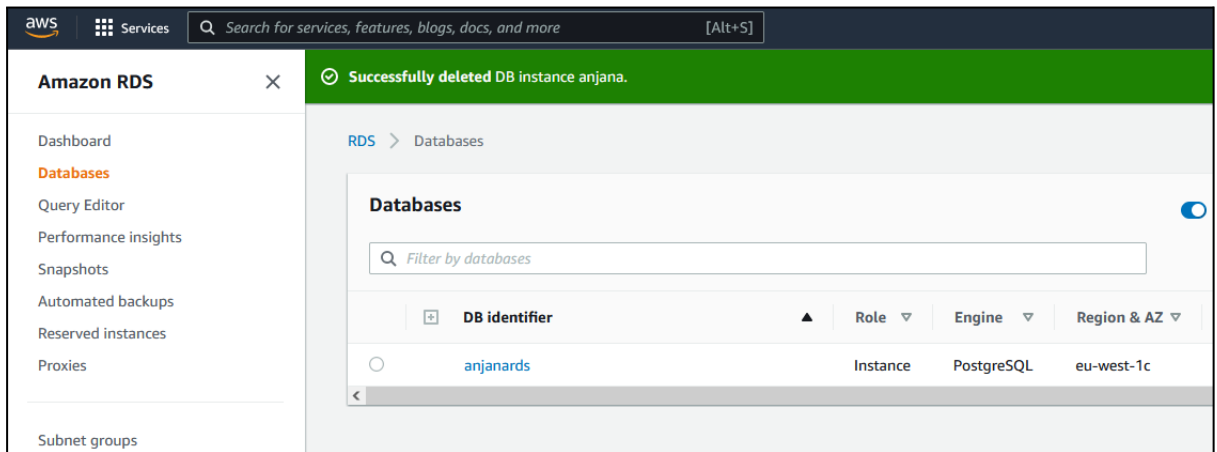 aws Services Search for services, features, blogs, docs, and more [Alt+S]
Amazon RDS
Successfully deleted DB instance anjana.
Dashboard
Databases
Query Editor
Performance insights
Snapshots
Automated backups
Reserved instances
Proxies
Subnet groups
RDS > Databases
Databases
Filter by databases
DB identifier Role Engine Region & AZ
anjanards Instance PostgreSQL eu-west-1c